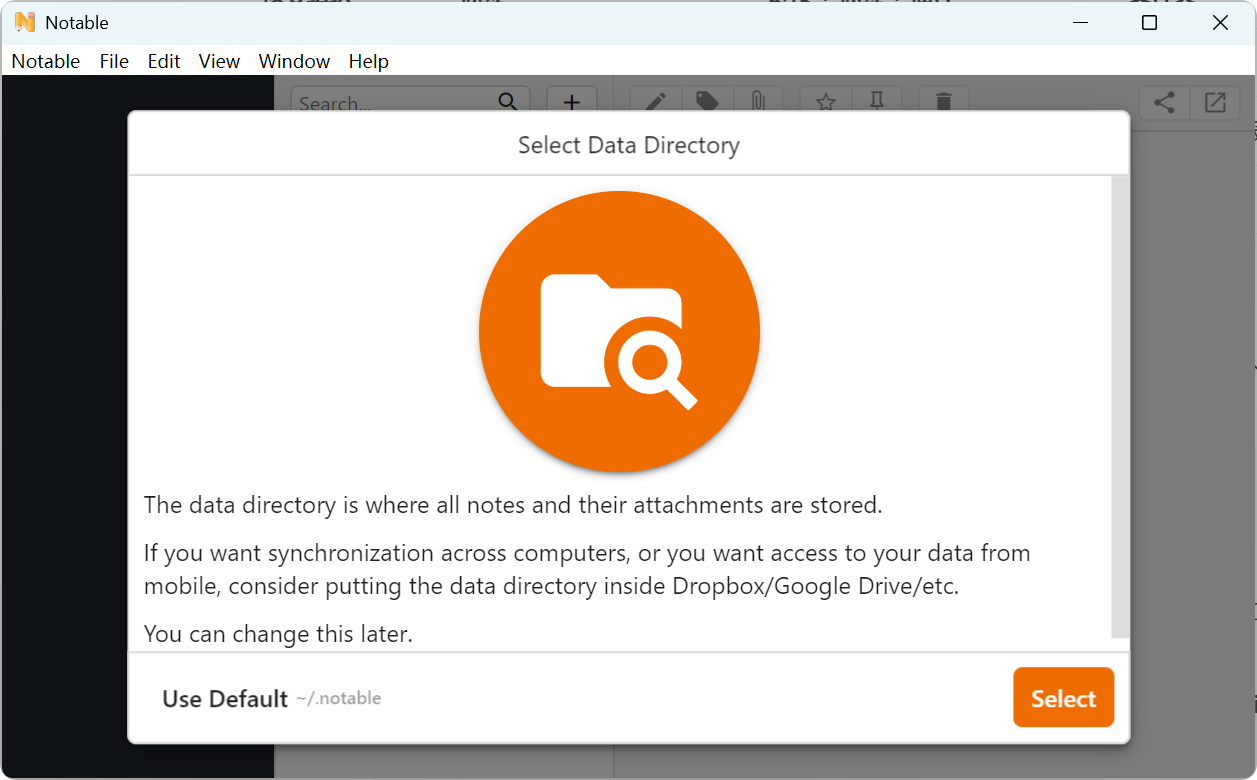 Notable
Notable File Edit View Window Help
Search...
Select Data Directory
The data directory is where all notes and their attachments are stored.
If you want synchronization across computers, or you want access to your data from
mobile, consider putting the data directory inside Dropbox/Google Drive/etc.
You can change this later.
Use Default ~/.notable
Select